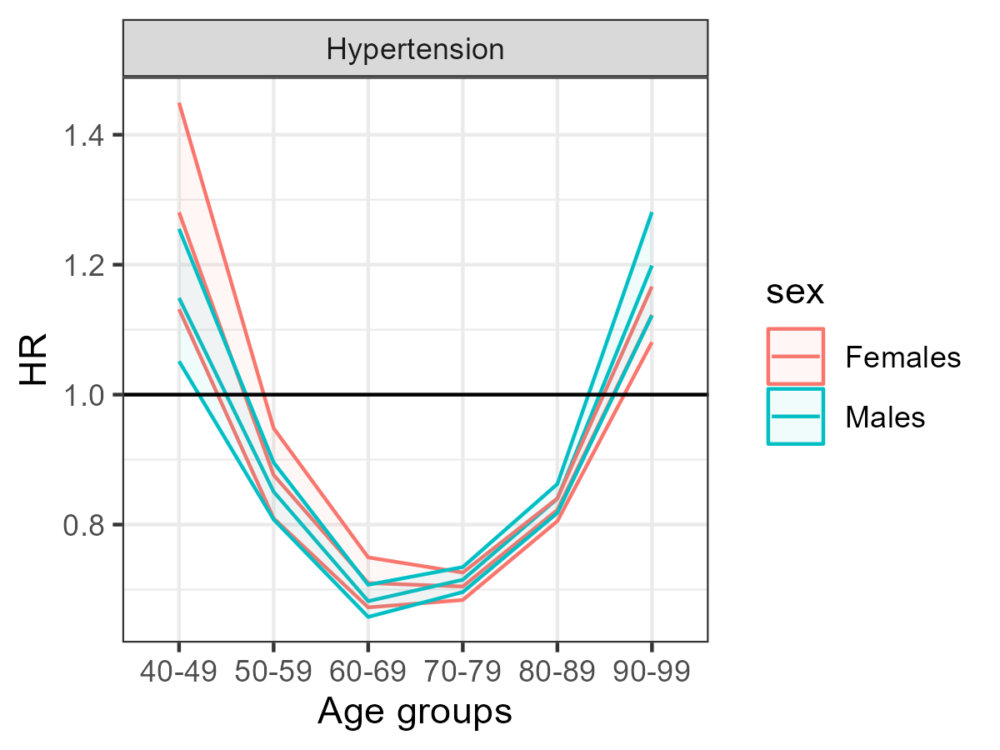 Hypertension
HR
1.4
1.2
1.0
0.8
40-49 50-59 60-69 70-79 80-89 90-99
Age groups
sex
Females
Males